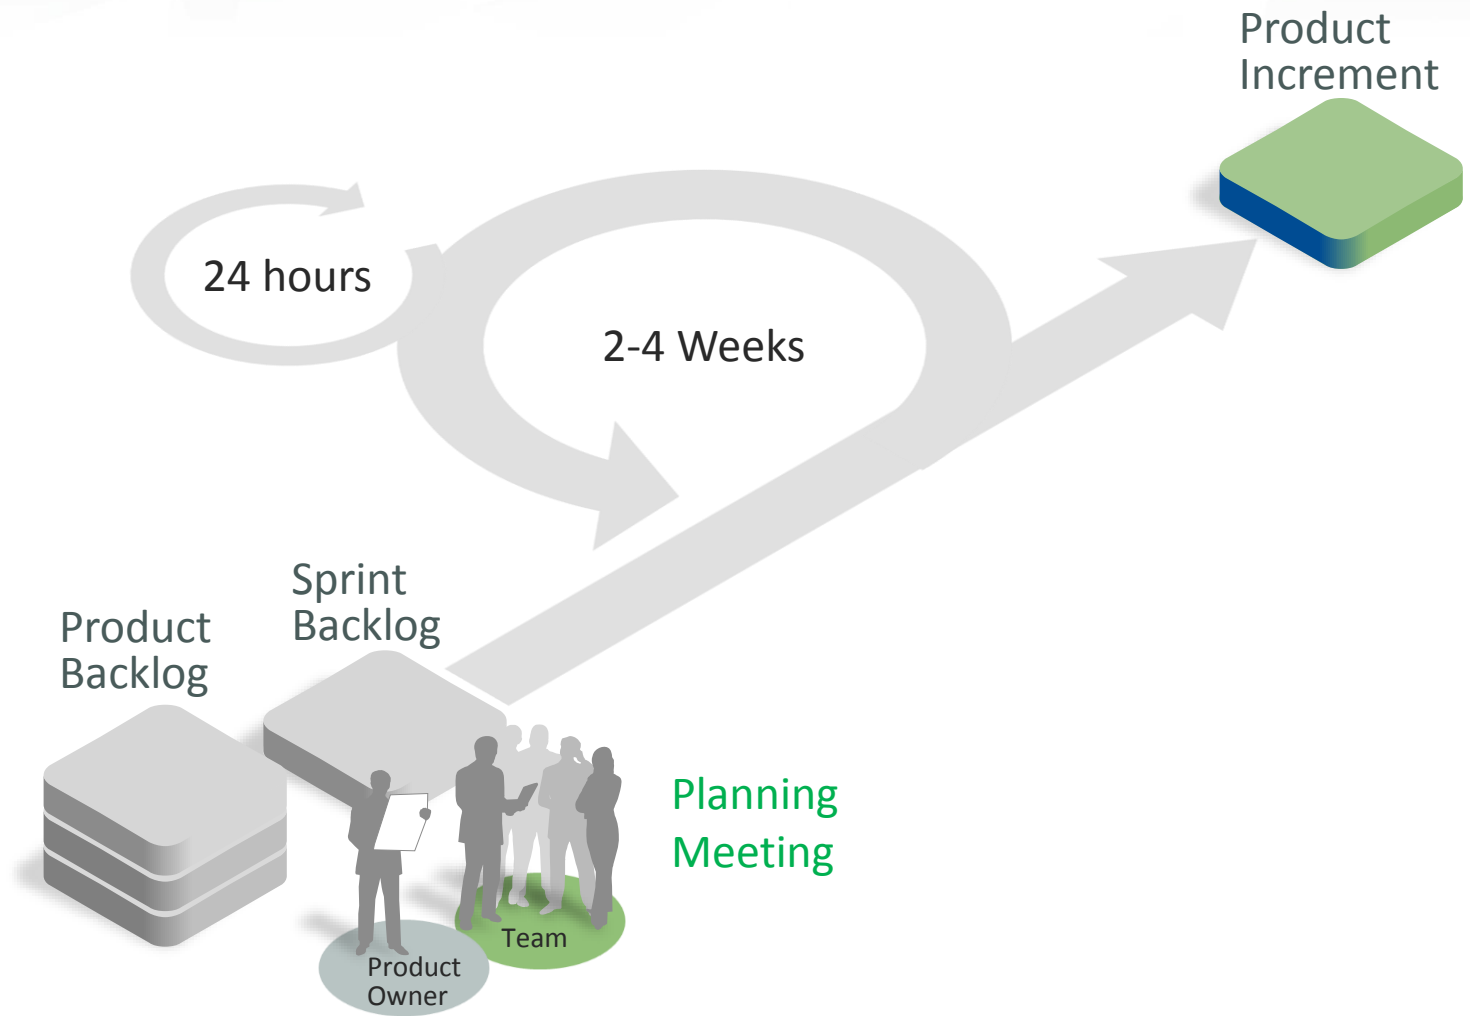 Product
Increment
24 hours
2-4 Weeks
Sprint
Backlog
Product
Backlog
Planning
Meeting
Team
Product
Owner